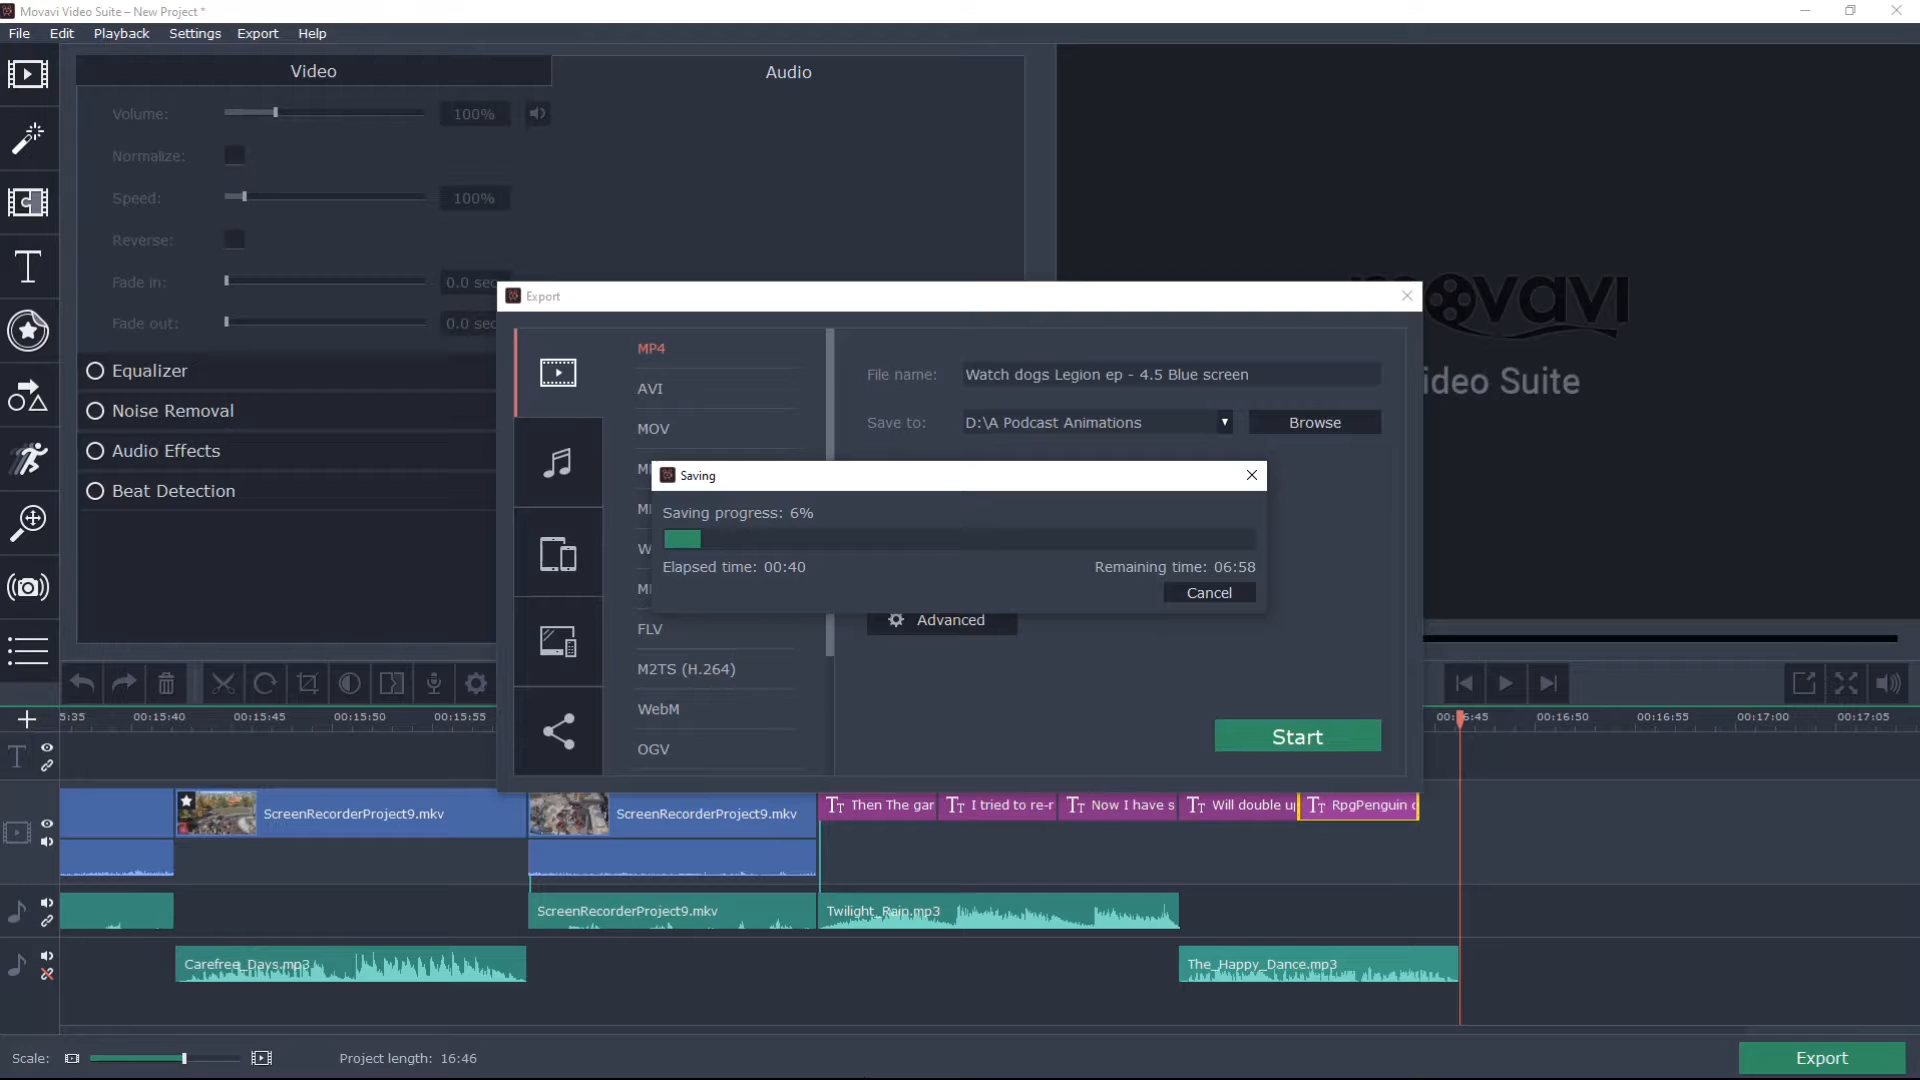 Movavi Video Suite – New Project *
File Edit Playback Settings Export Help
Video
Audio
Volume: 100%
Normalize:
Speed: 100%
Reverse:
Fade in: 0.0 sec
Fade out: 0.0 sec
Equalizer
Noise Removal
Audio Effects
Beat Detection
movavi
ideo Suite
Export
MP4
AVI
MOV
FLV
M2TS (H.264)
WebM
OGV
File name: Watch dogs Legion ep - 4.5 Blue screen
Save to: D:\A Podcast Animations
Browse
Saving
Saving progress: 6%
Elapsed time: 00:40 Remaining time: 06:58
Cancel
Advanced
Start
5:35 00:15:40 00:15:45 00:15:50 00:15:55 00:16:50 00:16:55 00:17:00 00:17:05
ScreenRecorderProject9.mkv ScreenRecorderProject9.mkv Then The gar I tried to re-r Now I have s Will double u RpgPenguin
ScreenRecorderProject9.mkv Twilight_Rain.mp3
Carefree_Days.mp3 The_Happy_Dance.mp3
Scale: Project length: 16:46
Export